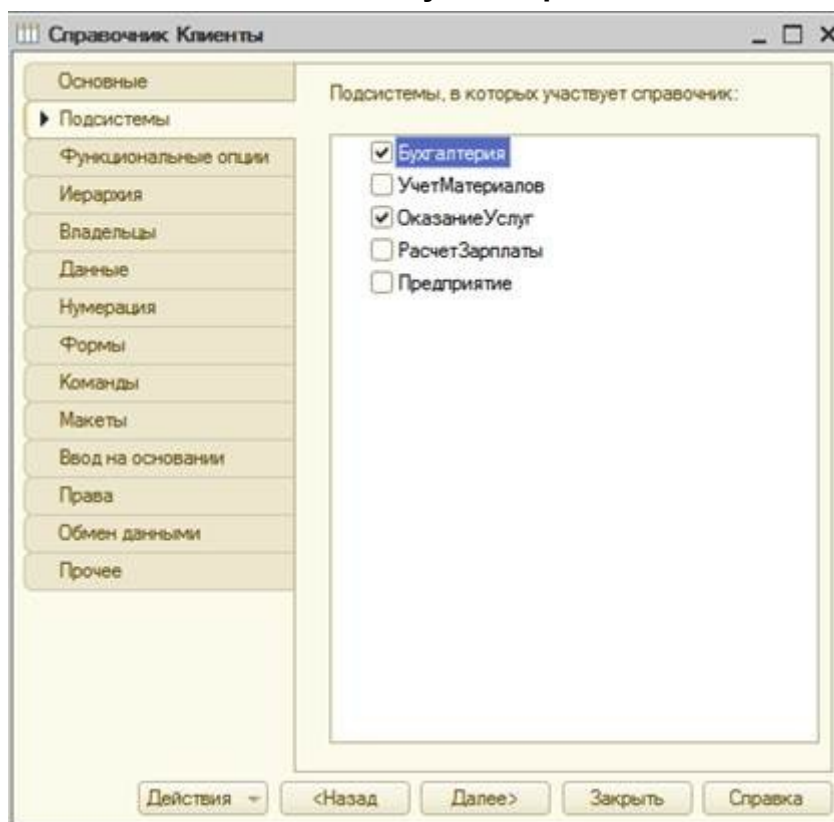 Справочник Клиенты
Основные
Подсистемы
Функциональные опции
Иерархия
Владельцы
Данные
Нумерация
Формы
Команды
Макеты
Ввод на основании
Права
Обмен данными
Прочее
Подсистемы, в которых участвует справочник:
Бухгалтерия
УчетМатериалов
ОказаниеУслуг
РасчетЗарплаты
Предприятие
Действия
<Назад
Далее>
Закрыть
Справка